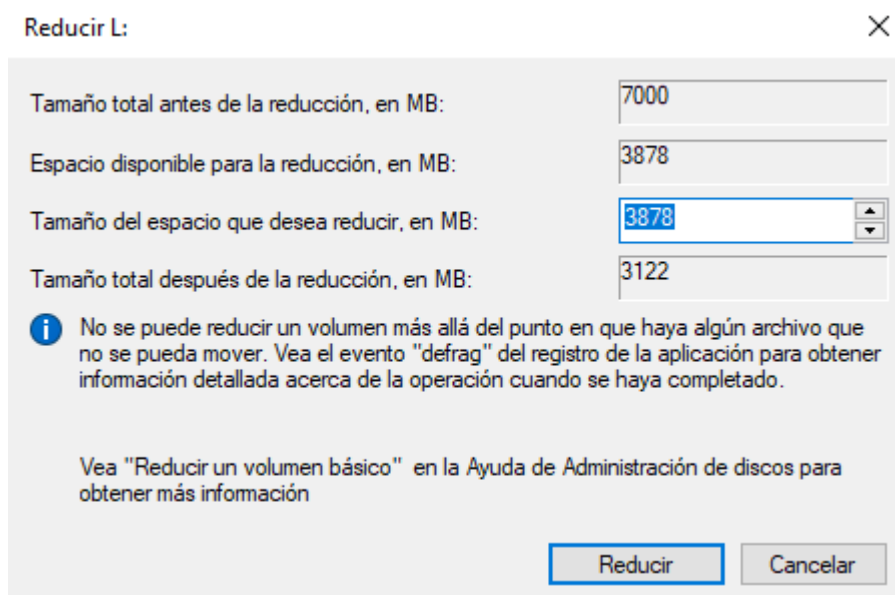 Reducir L:
Tamaño total antes de la reducción, en MB: 7000
Espacio disponible para la reducción, en MB: 3878
Tamaño del espacio que desea reducir, en MB: 3878
Tamaño total después de la reducción, en MB: 3122
No se puede reducir un volumen más allá del punto en que haya algún archivo que
no se pueda mover. Vea el evento "defrag" del registro de la aplicación para obtener
información detallada acerca de la operación cuando se haya completado.
Vea "Reducir un volumen básico" en la Ayuda de Administración de discos para
obtener más información
Reducir Cancelar